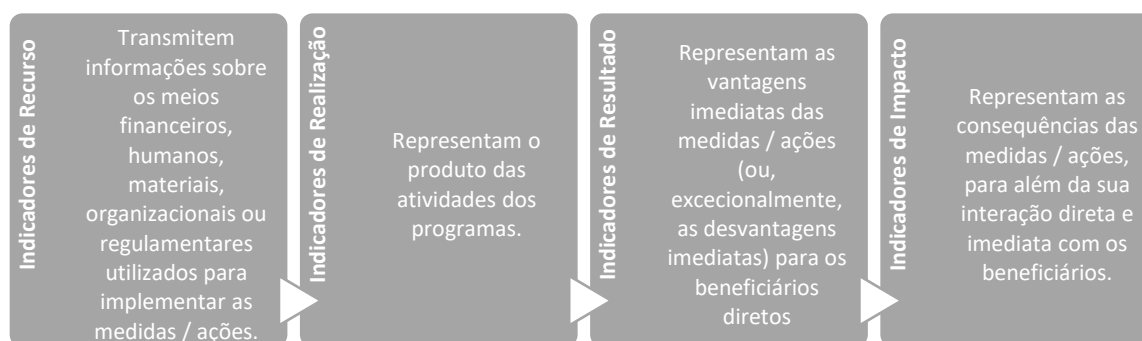 Indicadores de Recurso
Transmitem
informações sobre
os meios
financeiros,
humanos,
materiais,
organizacionais ou
regulamentares
utilizados para
implementar as
medidas / ações.
Indicadores de Realização
Representam o
produto das
atividades dos
programas.
Indicadores de Resultado
Representam as
vantagens
imediatas das
medidas / ações
(ou,
excecionalmente,
as desvantagens
imediatas) para os
beneficiários
diretos
Indicadores de Impacto
Representam as
consequências das
medidas / ações,
para além da sua
interação direta e
imediata com os
beneficiários.